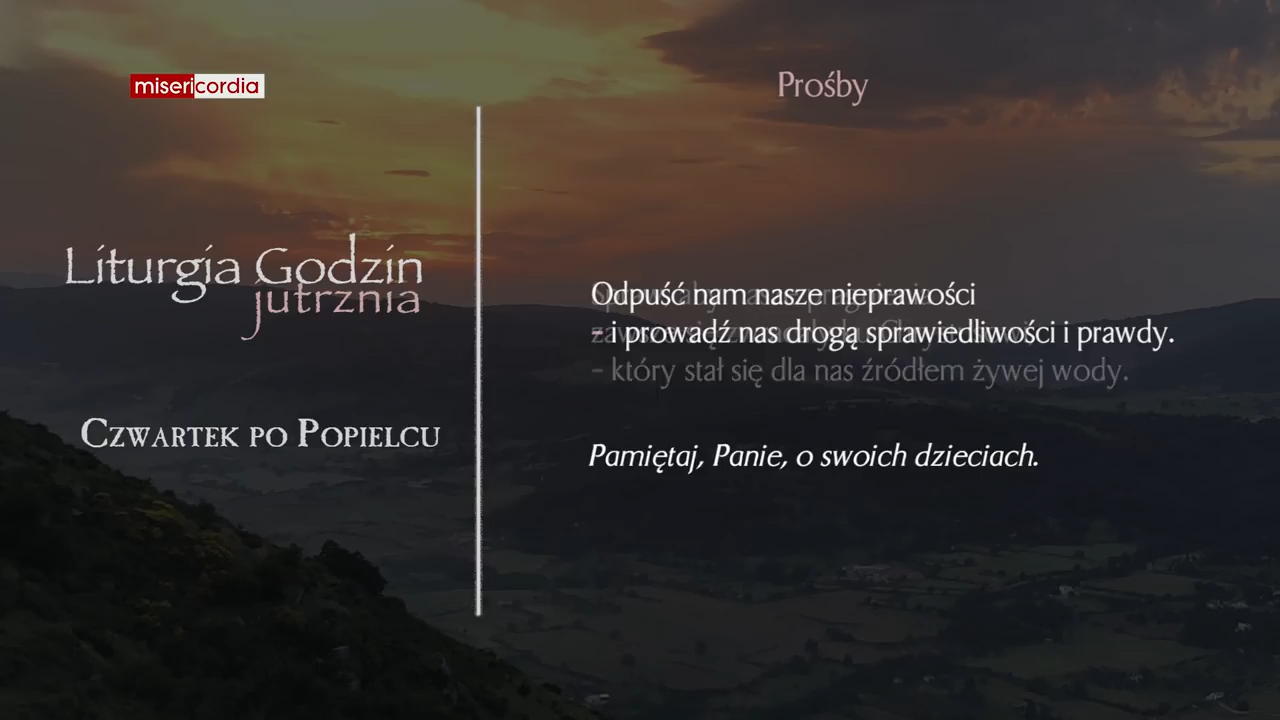 misericordia
Prośby
Liturgia Godzin
jutrznia
Czwartek po Popielcu
Odpuść nam nasze nieprawości
- i prowadź nas drogą sprawiedliwości i prawdy.
- który stał się dla nas źródłem żywej wody.
Pamiętaj, Panie, o swoich dzieciach.